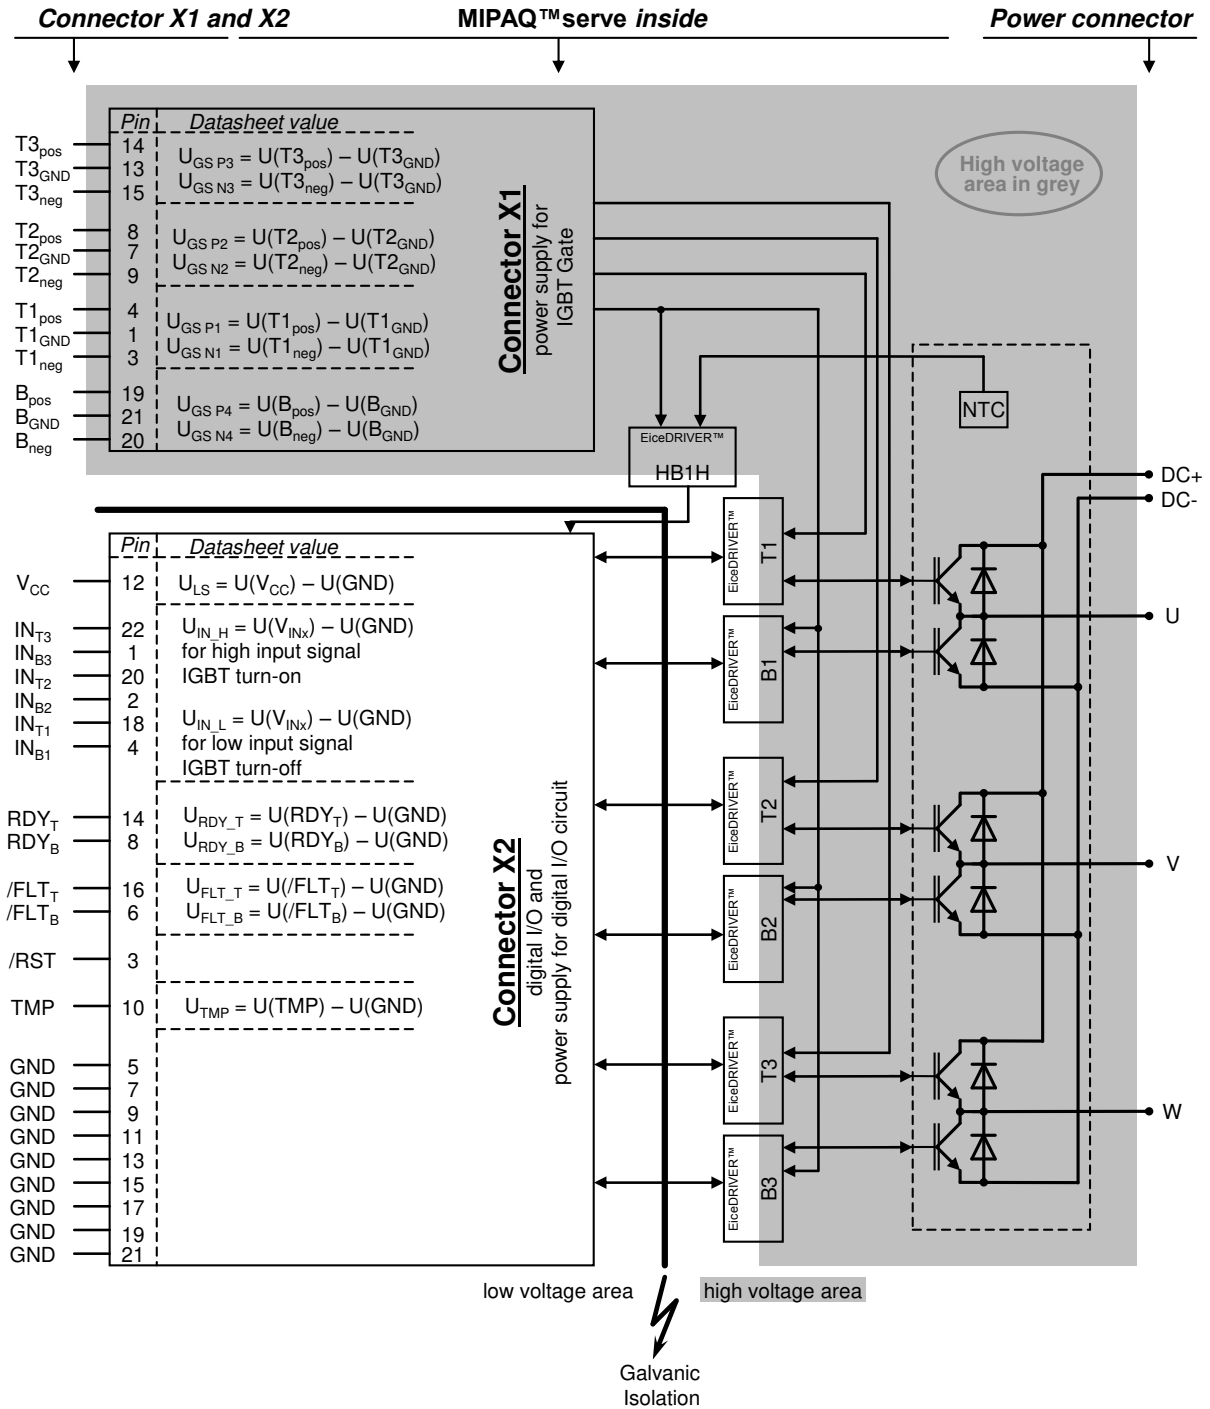 Connector X1 and X2 MIPAQ™serve inside Power connector
Pin Datasheet value
T3pos 14
T3GND 13
T3neg 15
UGS P3 = U(T3pos) – U(T3GND)
UGS N3 = U(T3neg) – U(T3GND)
T2pos 8
T2GND 7
T2neg 9
UGS P2 = U(T2pos) – U(T2GND)
UGS N2 = U(T2neg) – U(T2GND)
T1pos 4
T1GND 1
T1neg 3
UGS P1 = U(T1pos) – U(T1GND)
UGS N1 = U(T1neg) – U(T1GND)
Bpos 19
BGND 21
Bneg 20
UGS P4 = U(Bpos) – U(BGND)
UGS N4 = U(Bneg) – U(BGND)
Connector X1
power supply for
IGBT Gate
High voltage
area in grey
NTC
EiceDRIVER™
HB1H
DC+
DC-
Pin Datasheet value
VCC 12 ULS = U(VCC) – U(GND)
INT3 22
INB3 1
INT2 20
INB2 2
INT1 18
INB1 4
UIN_H = U(VINx) – U(GND)
for high input signal
IGBT turn-on
UIN_L = U(VINx) – U(GND)
for low input signal
IGBT turn-off
RDYT 14 URDY_T = U(RDYT) – U(GND)
RDYB 8 URDY_B = U(RDYB) – U(GND)
/FLTT 16 UFLT_T = U(/FLTT) – U(GND)
/FLTB 6 UFLT_B = U(/FLTB) – U(GND)
/RST 3
TMP 10 UTMP = U(TMP) – U(GND)
GND 5
GND 7
GND 9
GND 11
GND 13
GND 15
GND 17
GND 19
GND 21
Connector X2
digital I/O and
power supply for digital I/O circuit
EiceDRIVER™
T1
EiceDRIVER™
B1
EiceDRIVER™
T2
EiceDRIVER™
B2
EiceDRIVER™
T3
EiceDRIVER™
B3
U
V
W
low voltage area
high voltage area
Galvanic
Isolation